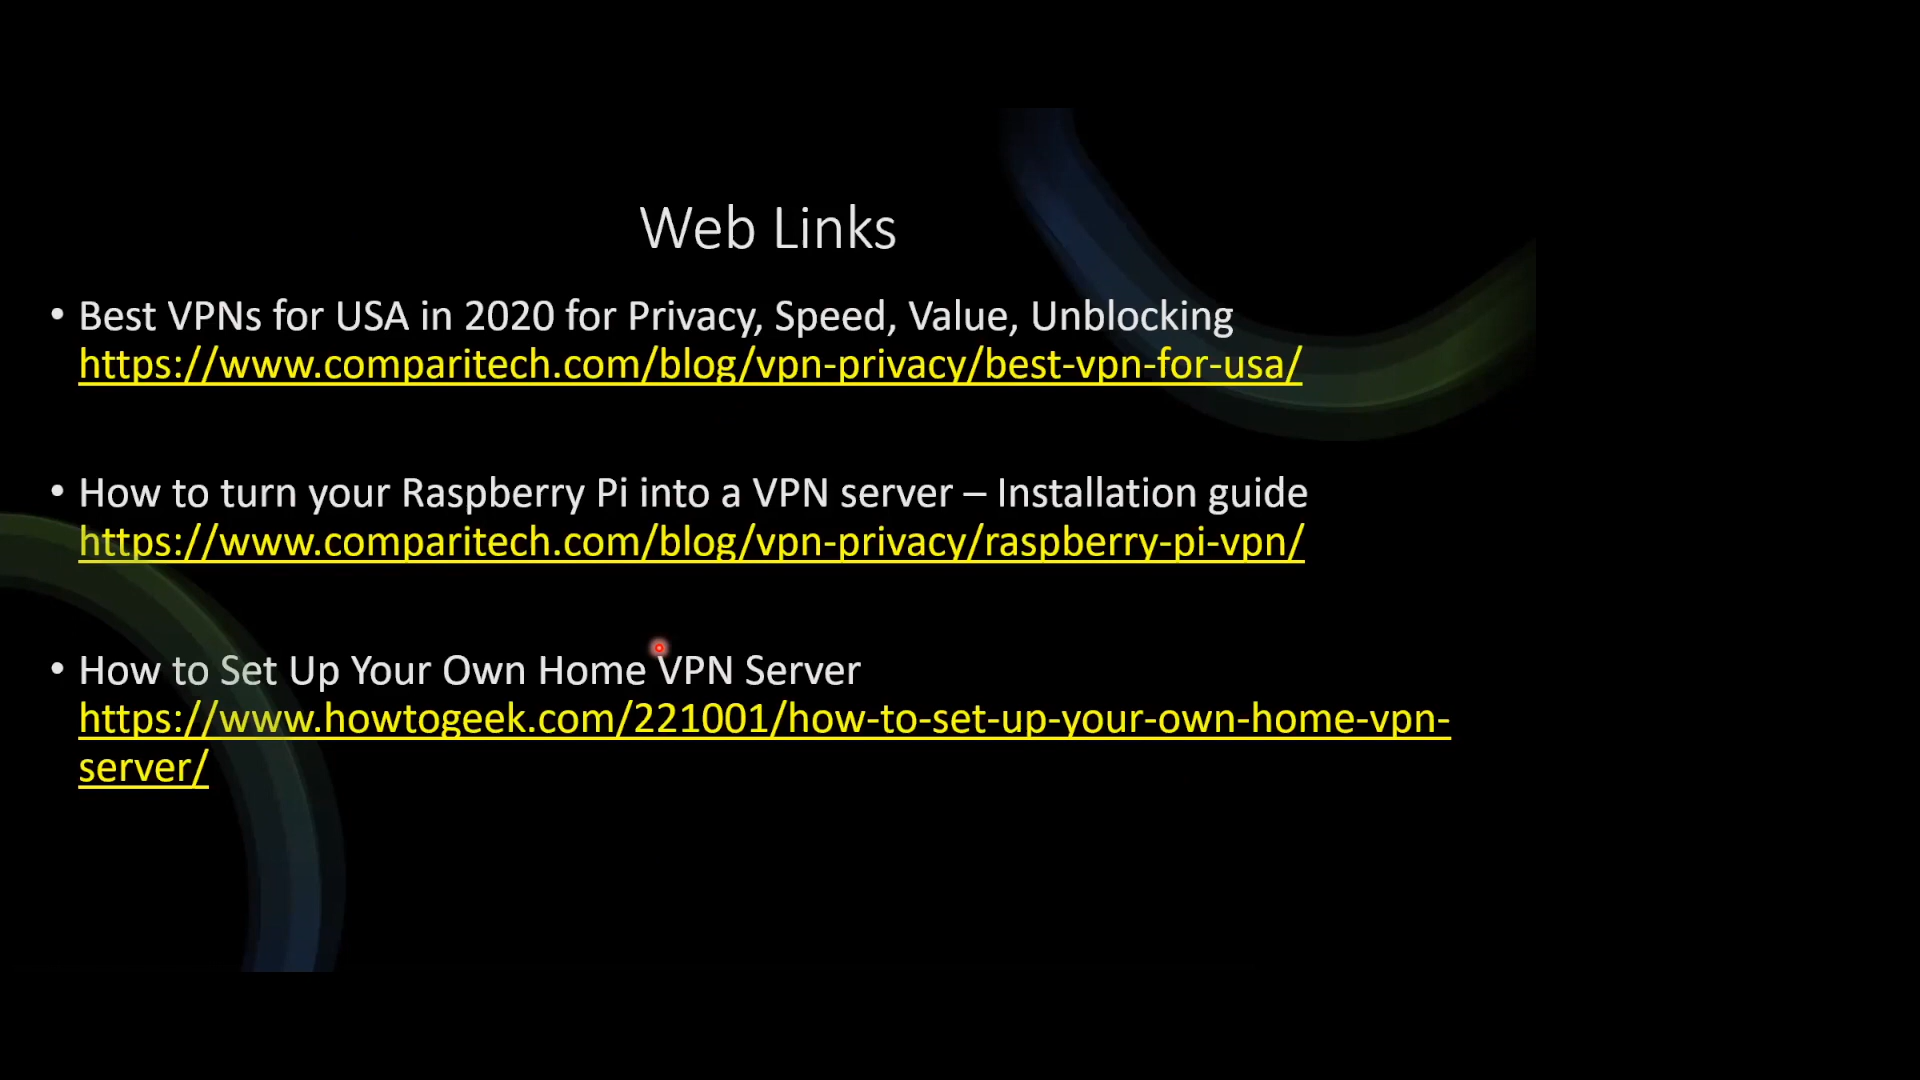 Web Links
• Best VPNs for USA in 2020 for Privacy, Speed, Value, Unblocking
https://www.comparitech.com/blog/vpn-privacy/best-vpn-for-usa/
• How to turn your Raspberry Pi into a VPN server – Installation guide
https://www.comparitech.com/blog/vpn-privacy/raspberry-pi-vpn/
• How to Set Up Your Own Home VPN Server
https://www.howtogeek.com/221001/how-to-set-up-your-own-home-vpn-
server/